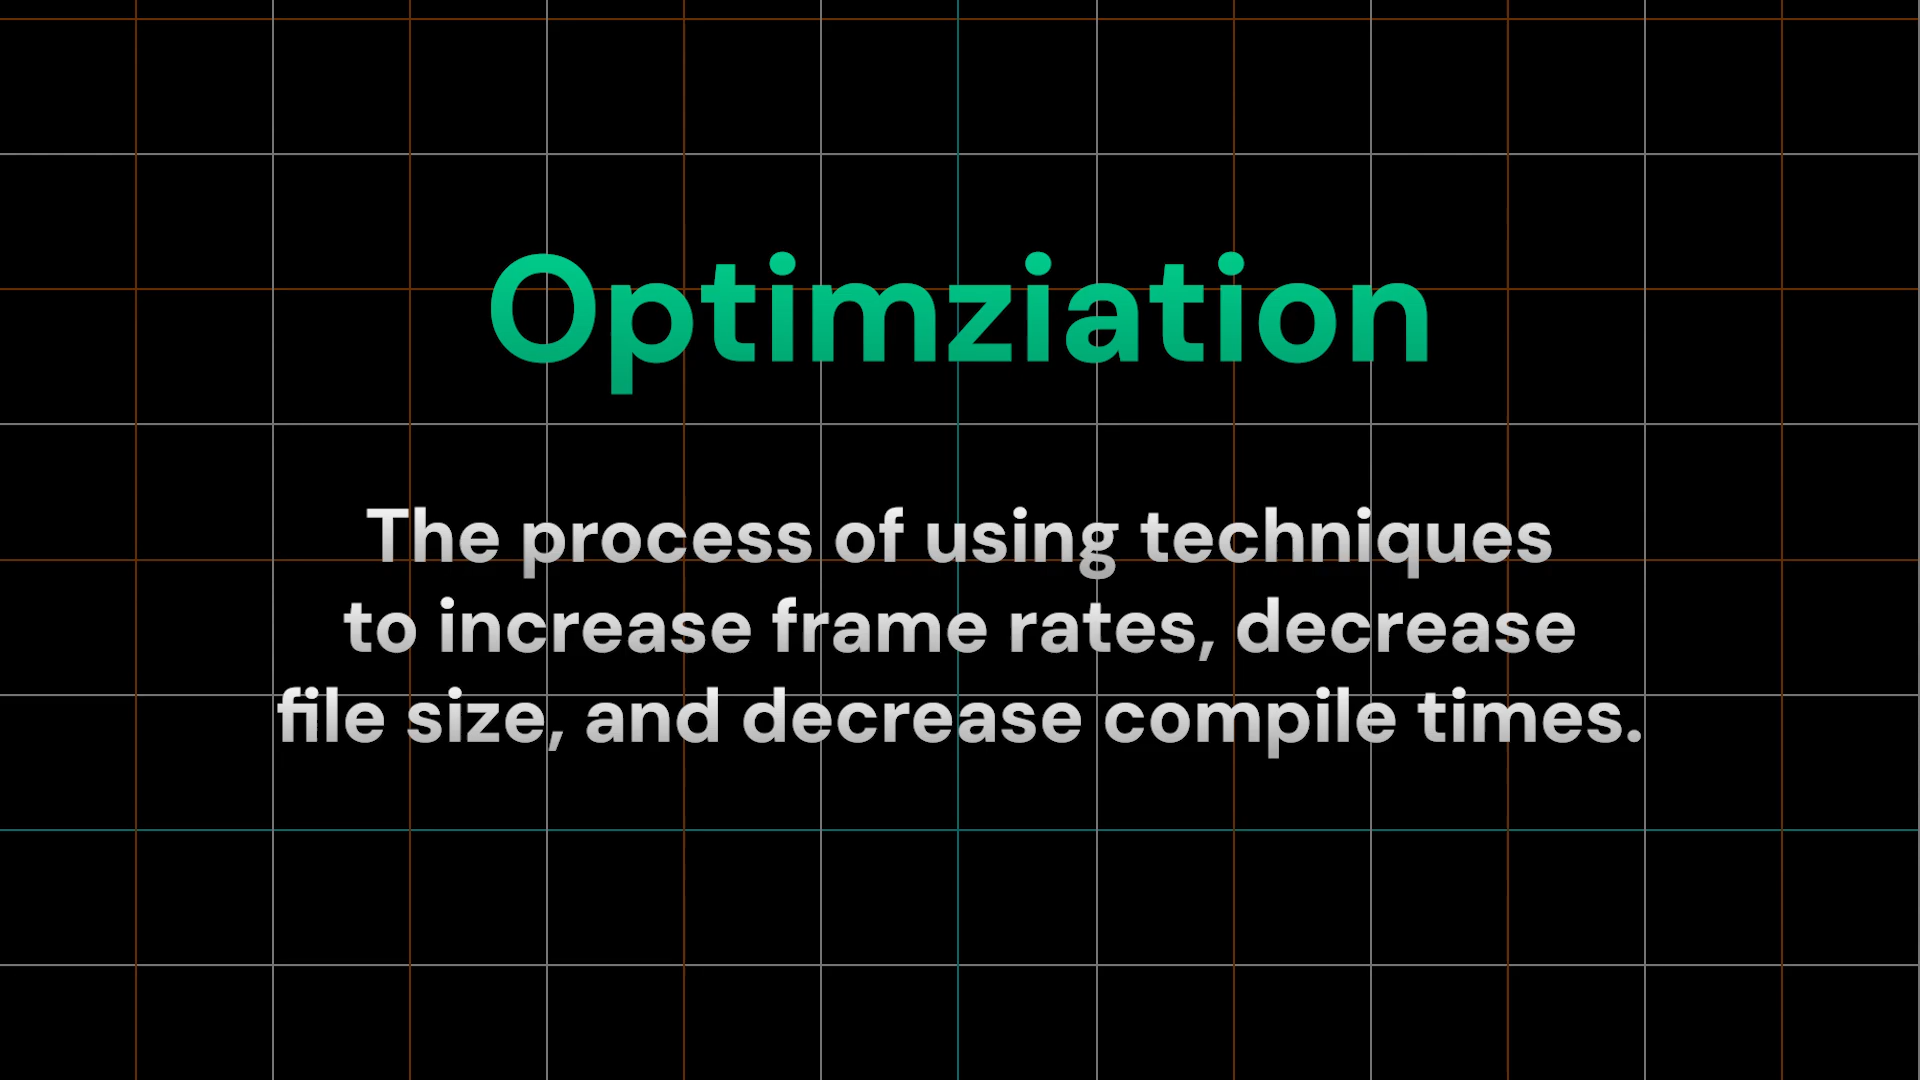 Optimziation
The process of using techniques
to increase frame rates, decrease
file size, and decrease compile times.